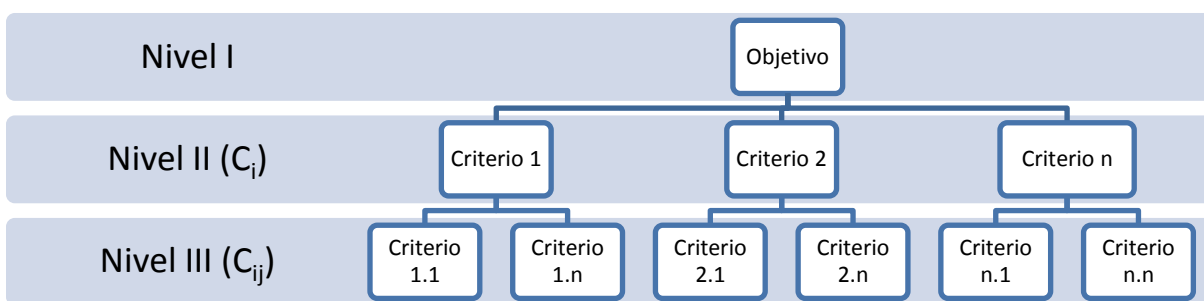 Nivel I
Objetivo
Nivel II (Ci)
Criterio 1
Criterio 2
Criterio n
Nivel III (Cij)
Criterio
1.1
Criterio
1.n
Criterio
2.1
Criterio
2.n
Criterio
n.1
Criterio
n.n